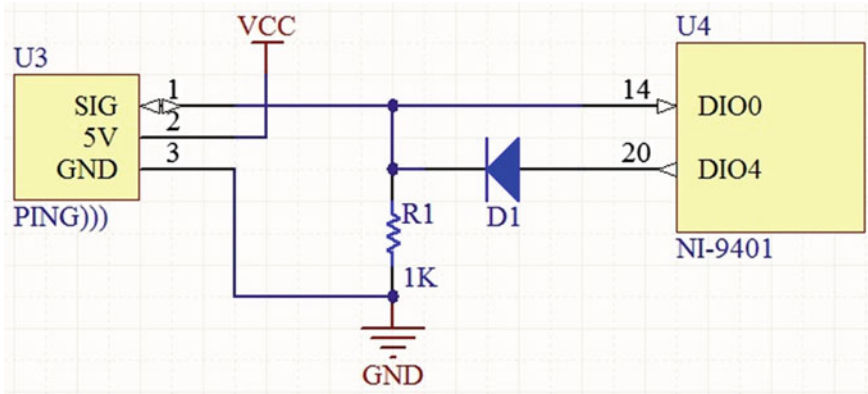 VCC
U3
U4
SIG 1
5V 2
GND 3
PING)))
14 DIO0
20 DIO4
D1
R1
1K
NI-9401
GND